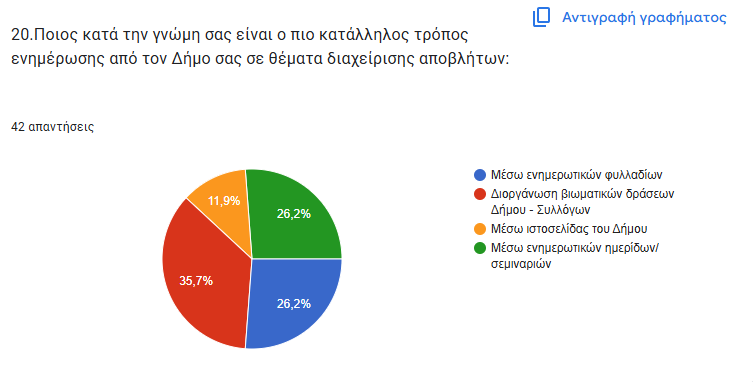 Αντιγραφή γραφήματος
20.Ποιος κατά την γνώμη σας είναι ο πιο κατάλληλος τρόπος
ενημέρωσης από τον Δήμο σας σε θέματα διαχείρισης αποβλήτων:
42 απαντήσεις
11,9%
26,2%
35,7%
26,2%
Μέσω ενημερωτικών φυλλαδίων
Διοργάνωση βιωματικών δράσεων
Δήμου - Συλλόγων
Μέσω ιστοσελίδας του Δήμου
Μέσω ενημερωτικών ημερίδων/
σεμιναριών